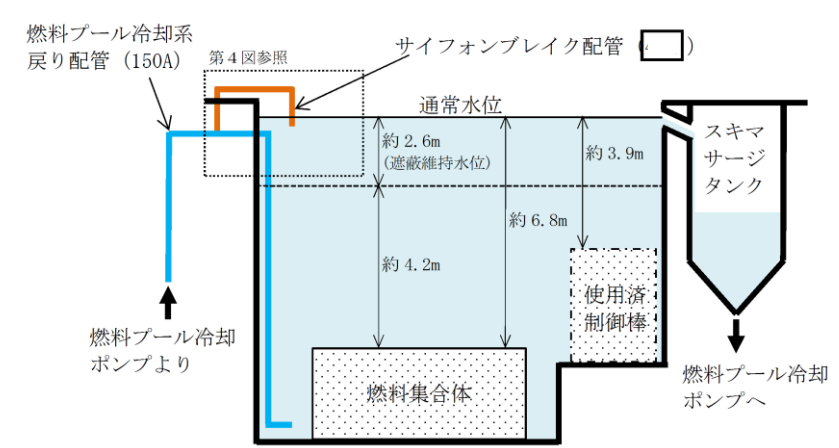 燃料プール冷却系
戻り配管（150A）
第４図参照
サイフォンブレイク配管（ ）
通常水位
約 2.6m
(遮蔽維持水位)
約 3.9m
スキマ
サージ
タンク
約 6.8m
約 4.2m
使用済
制御棒
燃料プール冷却
ポンプより
燃料集合体
燃料プール冷却
ポンプへ